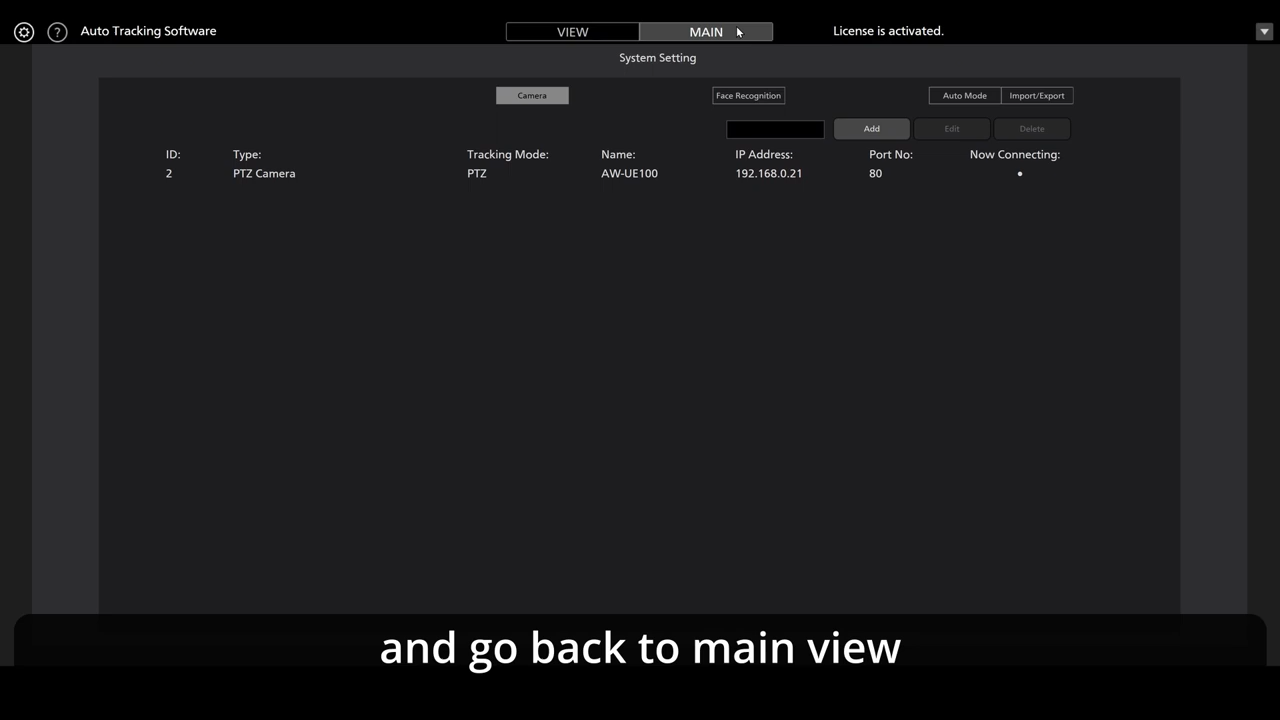 ? Auto Tracking Software VIEW MAIN License is activated.
System Setting
Camera Face Recognition Auto Mode Import/Export
Add Edit Delete
ID: Type: Tracking Mode: Name: IP Address: Port No: Now Connecting:
2 PTZ Camera PTZ AW-UE100 192.168.0.21 80 •
and go back to main view